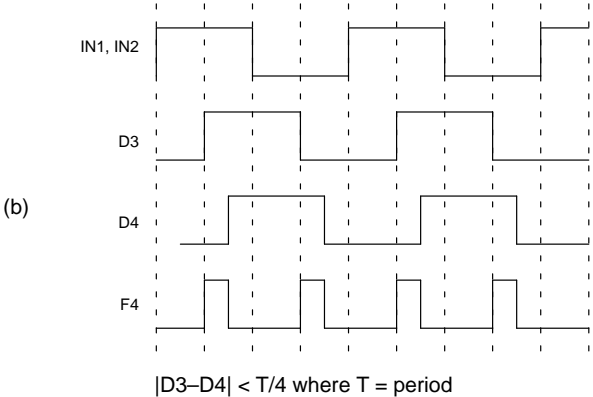 IN1, IN2
D3
(b)
D4
F4
|D3–D4| < T/4 where T = period